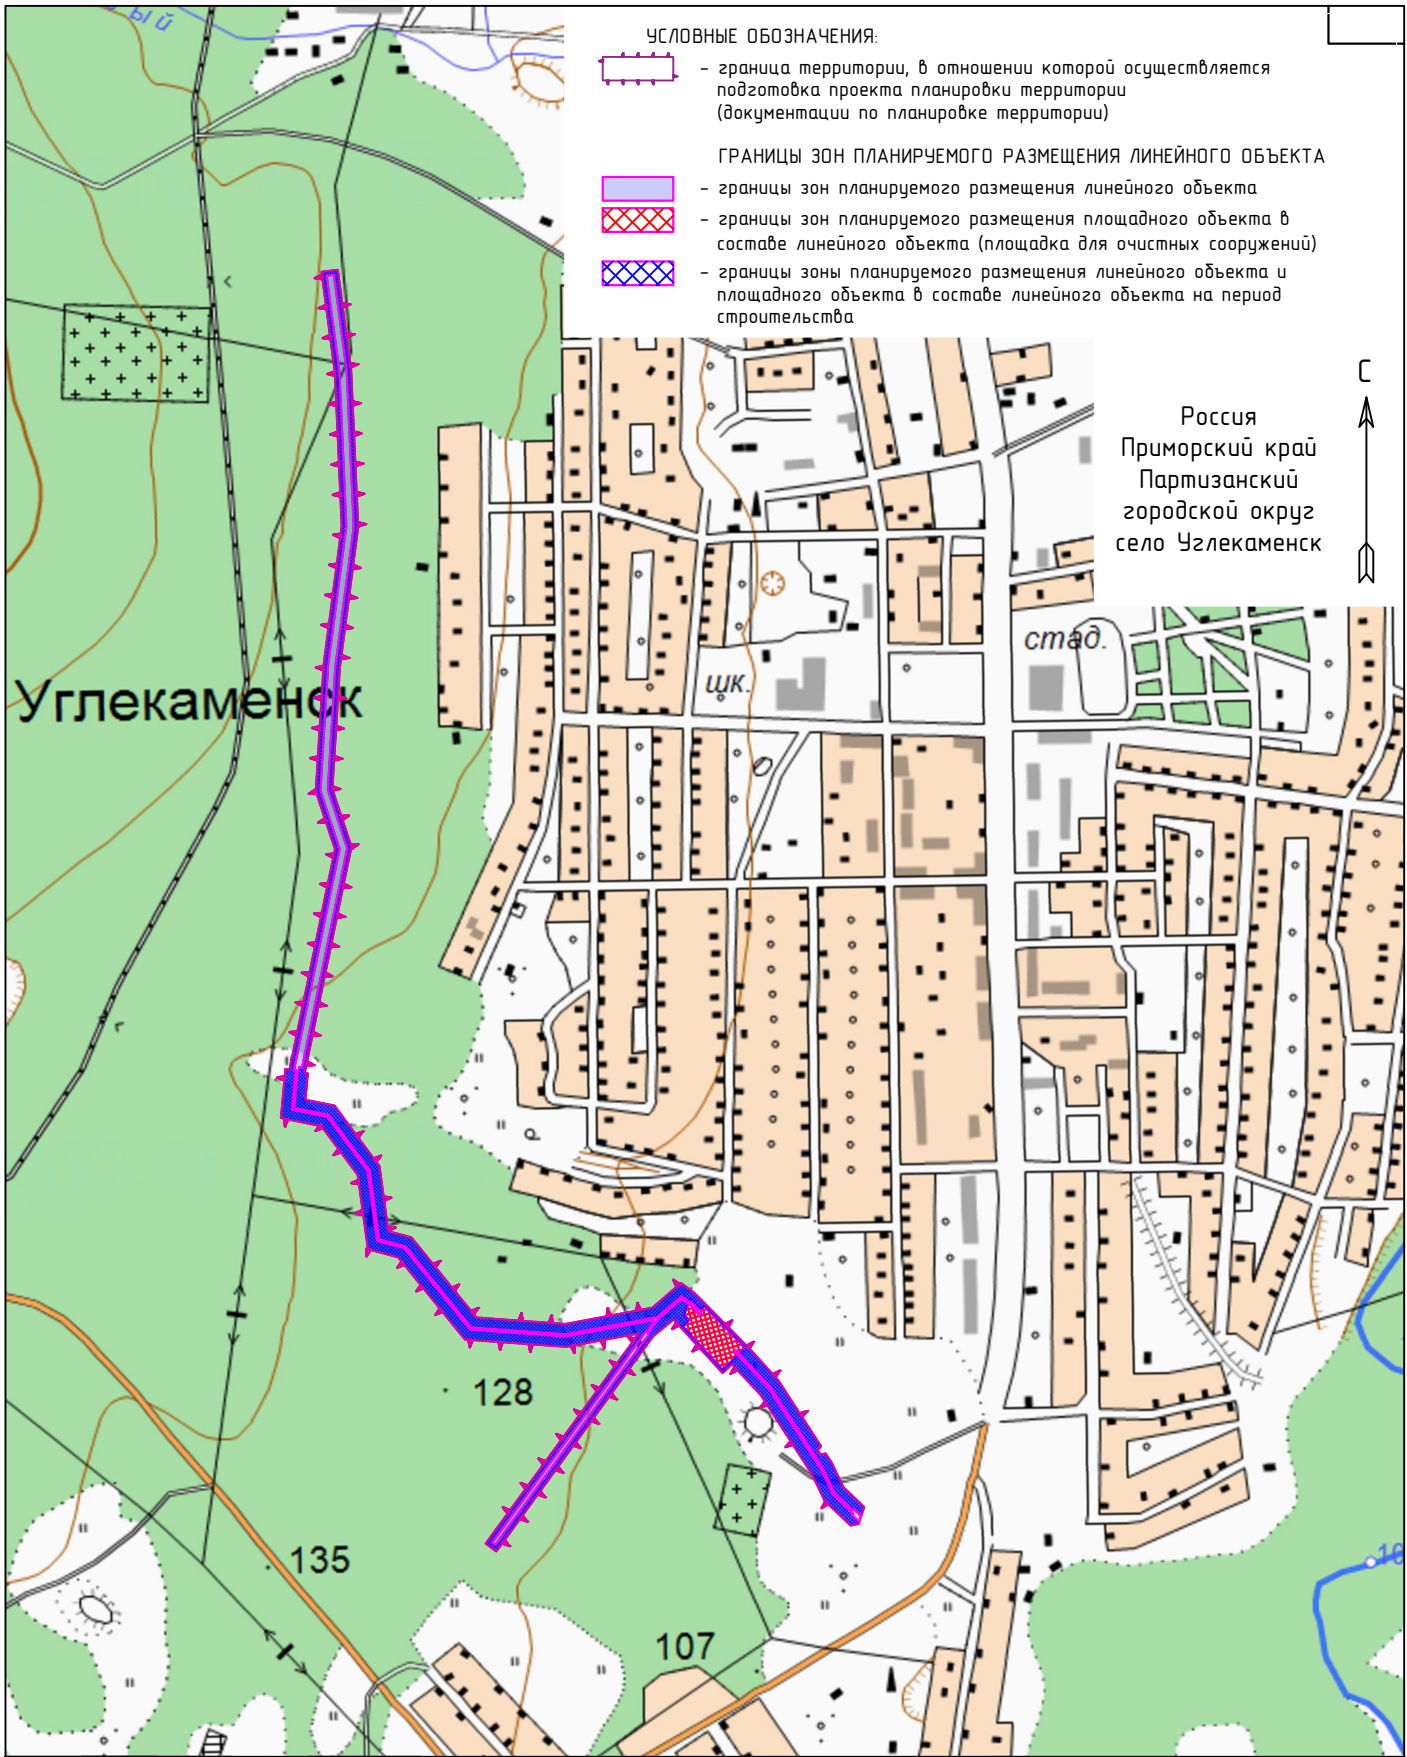 ЫЙ
УСЛОВНЫЕ ОБОЗНАЧЕНИЯ:
– граница территории, в отношении которой осуществляется
подготовка проекта планировки территории
(документации по планировке территории)
ГРАНИЦЫ ЗОН ПЛАНИРУЕМОГО РАЗМЕЩЕНИЯ ЛИНЕЙНОГО ОБЪЕКТА
– границы зон планируемого размещения линейного объекта
– границы зон планируемого размещения площадного объекта в
составе линейного объекта (площадка для очистных сооружений)
– границы зоны планируемого размещения линейного объекта и
площадного объекта в составе линейного объекта на период
строительства
С
Россия
Приморский край
Партизанский
городской округ
село Углекаменск
стад.
шк.
Углекаменск
128
135
107